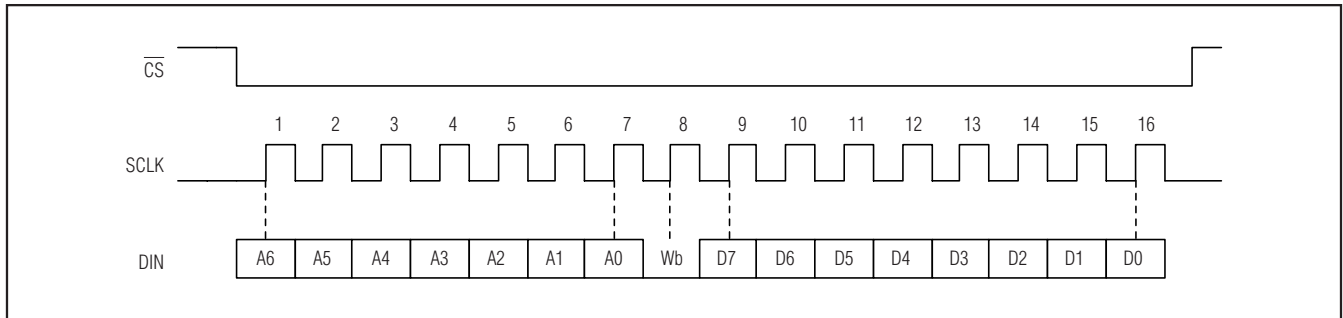 CS
1 2 3 4 5 6 7 8 9 10 11 12 13 14 15 16
SCLK
DIN A6 A5 A4 A3 A2 A1 A0 Wb D7 D6 D5 D4 D3 D2 D1 D0